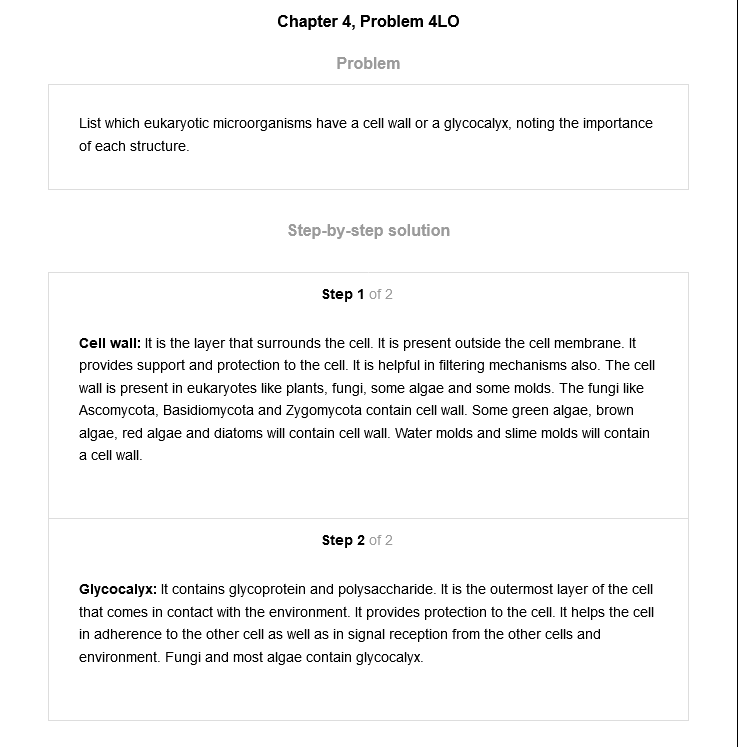 Chapter 4, Problem 4LO
Problem
List which eukaryotic microorganisms have a cell wall or a glycocalyx, noting the importance
of each structure.
Step-by-step solution
Step 1 of 2
Cell wall: It is the layer that surrounds the cell. It is present outside the cell membrane. It
provides support and protection to the cell. It is helpful in filtering mechanisms also. The cell
wall is present in eukaryotes like plants, fungi, some algae and some molds. The fungi like
Ascomycota, Basidiomycota and Zygomycota contain cell wall. Some green algae, brown
algae, red algae and diatoms will contain cell wall. Water molds and slime molds will contain
a cell wall.
Step 2 of 2
Glycocalyx: It contains glycoprotein and polysaccharide. It is the outermost layer of the cell
that comes in contact with the environment. It provides protection to the cell. It helps the cell
in adherence to the other cell as well as in signal reception from the other cells and
environment. Fungi and most algae contain glycocalyx.